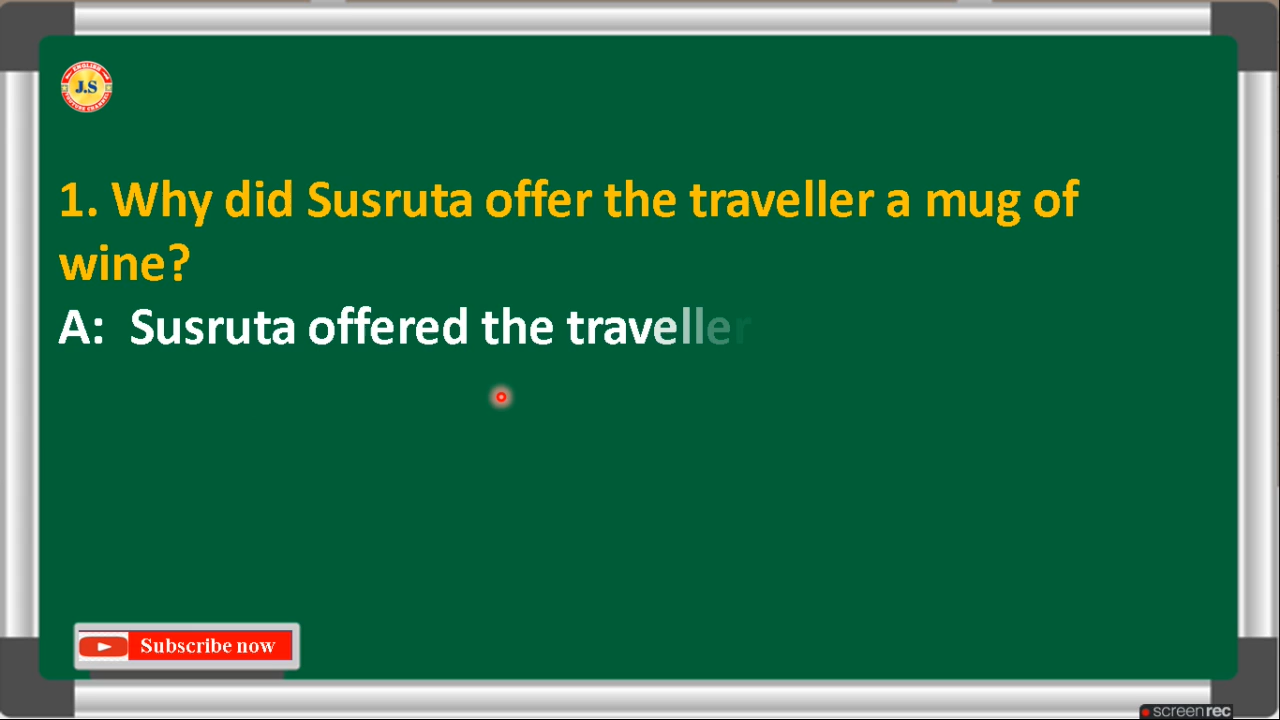 J.S
1. Why did Susruta offer the traveller a mug of
wine?
A: Susruta offered the traveller
Subscribe now
screenrec